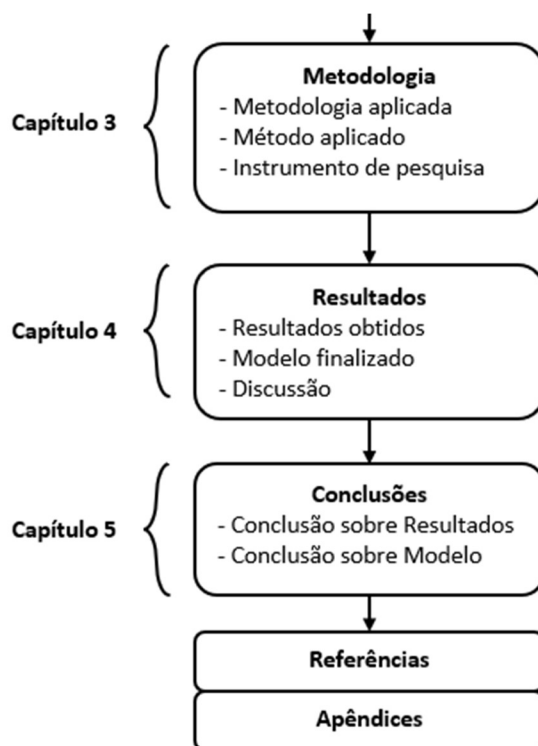 Capítulo 3
Metodologia
- Metodologia aplicada
- Método aplicado
- Instrumento de pesquisa
Capítulo 4
Resultados
- Resultados obtidos
- Modelo finalizado
- Discussão
Capítulo 5
Conclusões
- Conclusão sobre Resultados
- Conclusão sobre Modelo
Referências
Apêndices